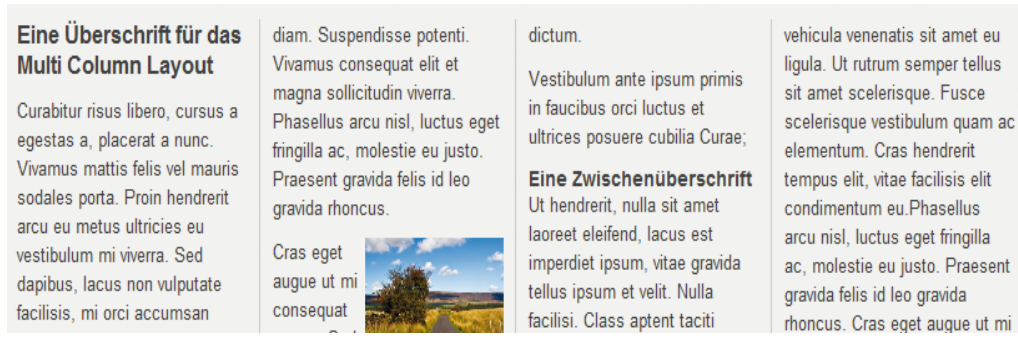 Eine Überschrift für das
Multi Column Layout
Curabitur risus libero, cursus a
egestas a, placerat a nunc.
Vivamus mattis felis vel mauris
sodales porta. Proin hendrerit
arcu eu metus ultricies eu
vestibulum mi viverra. Sed
dapibus, lacus non vulputate
facilisis, mi orci accumsan
diam. Suspendisse potenti.
Vivamus consequat elit et
magna sollicitudin viverra.
Phasellus arcu nisl, luctus eget
fringilla ac, molestie eu justo.
Praesent gravida felis id leo
gravida rhoncus.
Cras eget
augue ut mi
consequat
dictum.
Vestibulum ante ipsum primis
in faucibus orci luctus et
ultrices posuere cubilia Curae;
Eine Zwischenüberschrift
Ut hendrerit, nulla sit amet
laoreet eleifend, lacus est
imperdiet ipsum, vitae gravida
tellus ipsum et velit. Nulla
facilisi. Class aptent taciti
vehicula venenatis sit amet eu
ligula. Ut rutrum semper tellus
sit amet scelerisque. Fusce
scelerisque vestibulum quam ac
elementum. Cras hendrerit
tempus elit, vitae facilisis elit
condimentum eu.Phasellus
arcu nisl, luctus eget fringilla
ac, molestie eu justo. Praesent
gravida felis id leo gravida
rhoncus. Cras eget augue ut mi